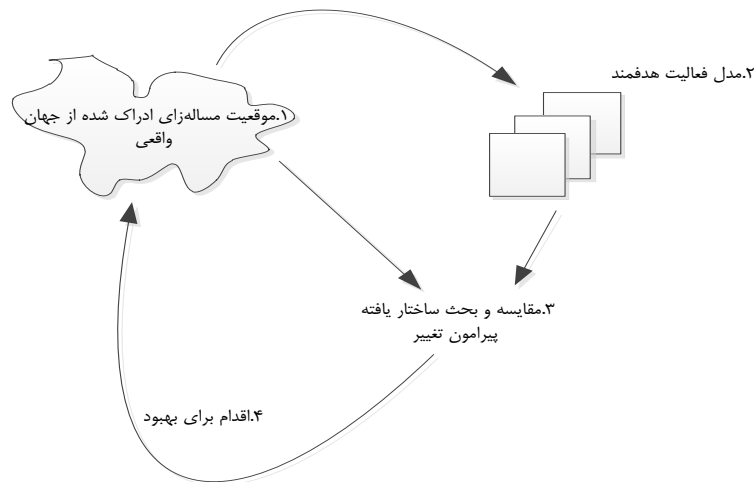 ۱.موقعیت مساله‌زای ادراک شده از جهان
واقعی
۲.مدل فعالیت هدفمند
۳.مقایسه و بحث ساختار یافته
پیرامون تغییر
۴.اقدام برای بهبود